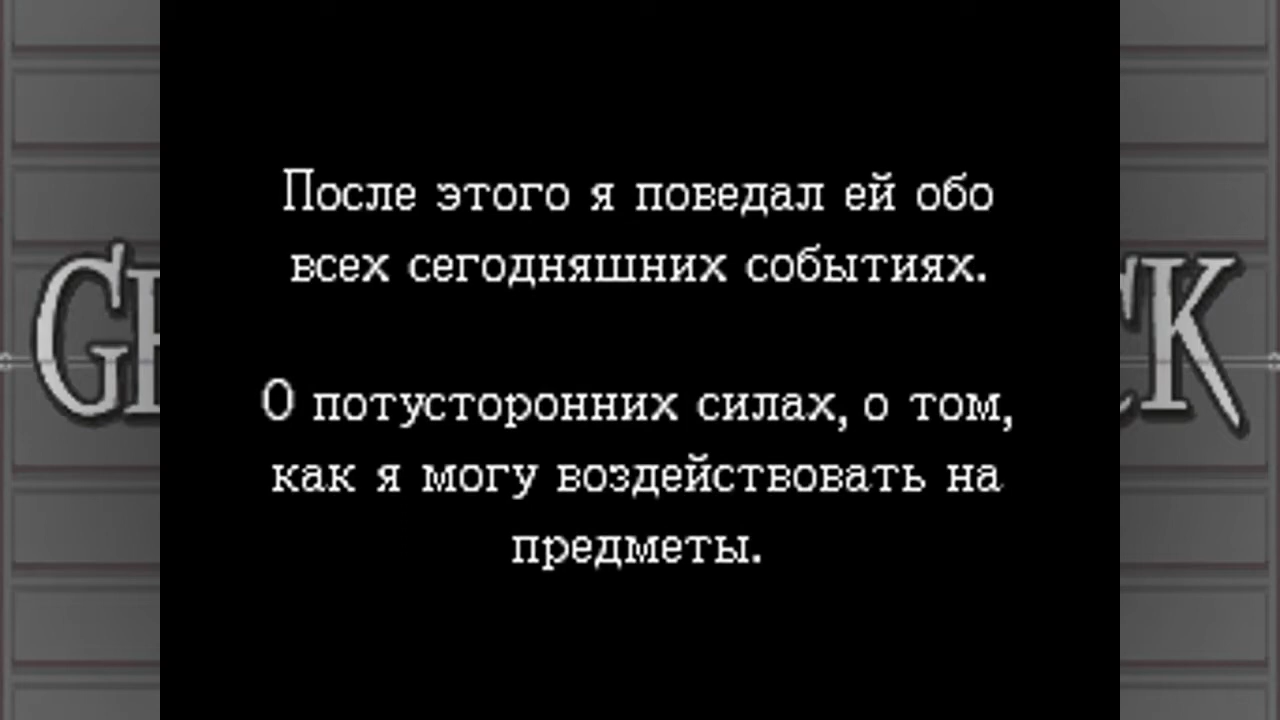 После этого я поведал ей обо
всех сегодняшних событиях.
О потусторонних силах, о том,
как я могу воздействовать на
предметы.